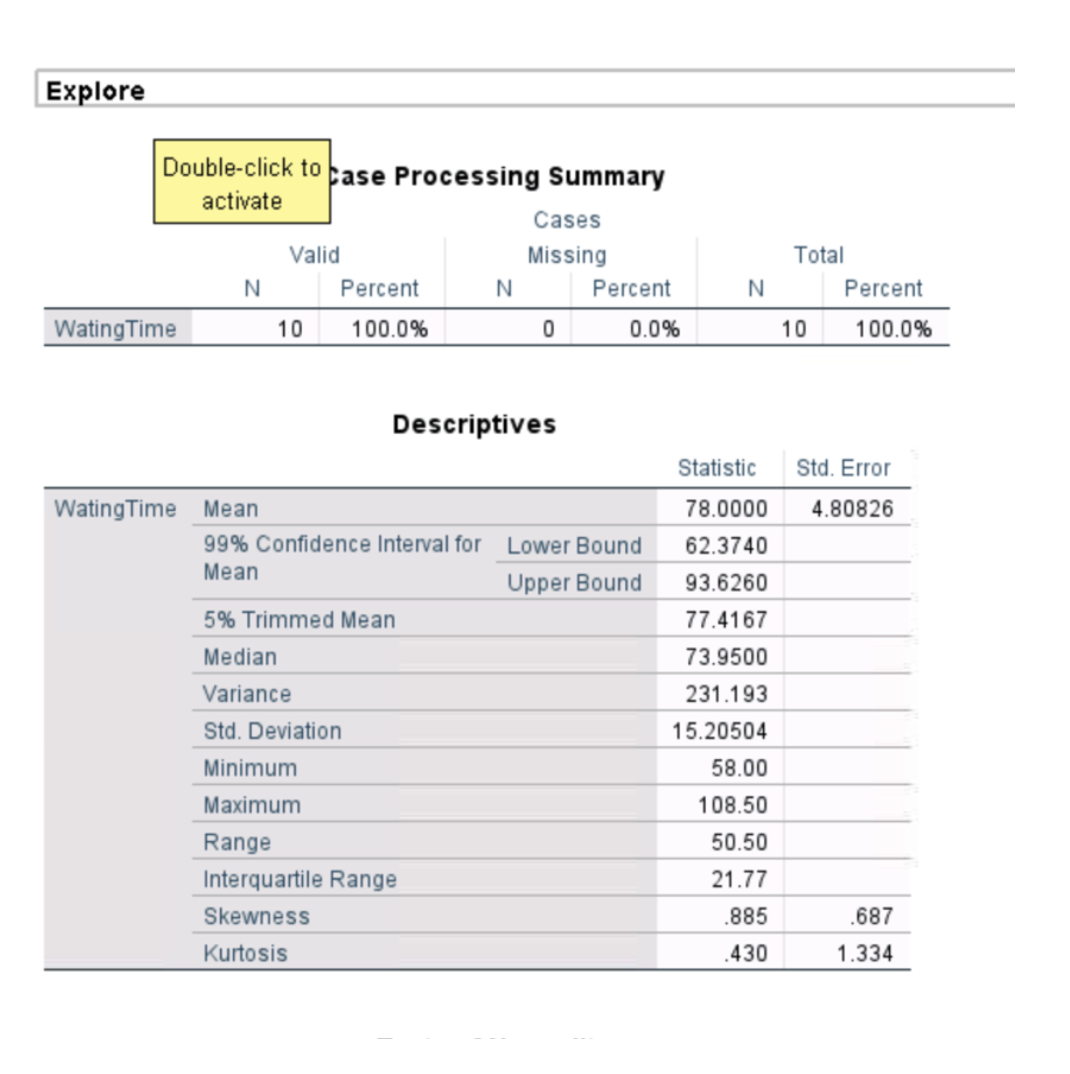 Explore
Double-click to
activate
Case Processing Summary
Cases
Valid Missing Total
N Percent N Percent N Percent
WatingTime 10 100.0% 0 0.0% 10 100.0%
Descriptives
Statistic Std. Error
WatingTime Mean 78.0000 4.80826
99% Confidence Interval for Mean Lower Bound 62.3740
Upper Bound 93.6260
5% Trimmed Mean 77.4167
Median 73.9500
Variance 231.193
Std. Deviation 15.20504
Minimum 58.00
Maximum 108.50
Range 50.50
Interquartile Range 21.77
Skewness .885 .687
Kurtosis .430 1.334